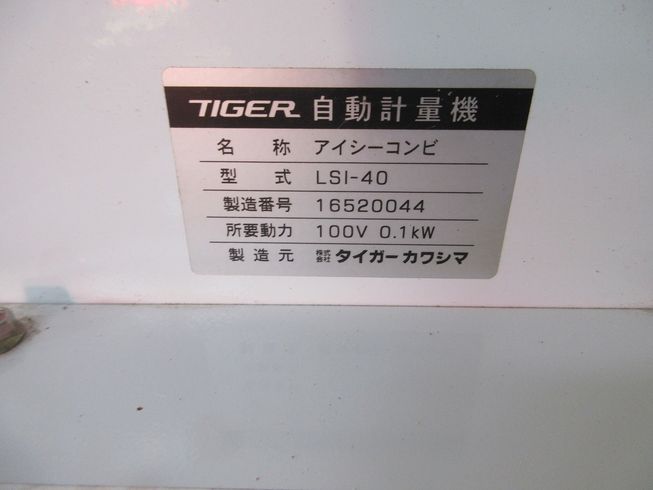 TIGER 自動計量機
名称 アイシーコンビ
型式 LSI-40
製造番号 16520044
所要動力 100V 0.1kW
製造元 株式会社 タイガーカワシマ